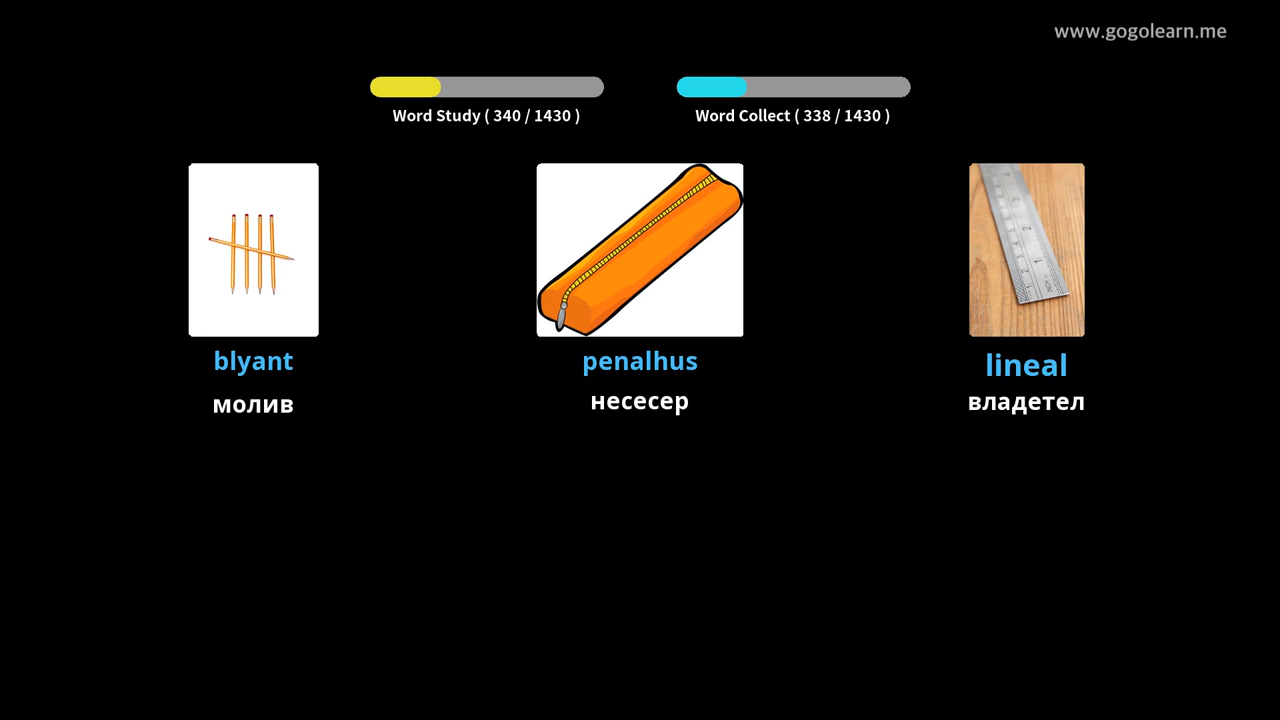 www.gogolearn.me
Word Study ( 340 / 1430 )
Word Collect ( 338 / 1430 )
blyant
penalhus
lineal
молив
несесер
владетел